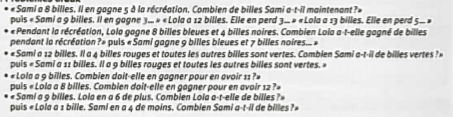 • « Sami a 8 billes. Il en gagne 5 à la récréation. Combien de billes Sami a-t-il maintenant ? »
puis « Sami a 9 billes. Il en gagne 3... » « Lola a 12 billes. Elle en perd 3... » « Lola a 13 billes. Elle en perd 5... »
• « Pendant la récréation, Lola gagne 8 billes bleues et 4 billes noires. Combien Lola a-t-elle gagné de billes
pendant la récréation ? » puis « Sami gagne 9 billes bleues et 7 billes noires... »
• « Sami a 12 billes. Il a 4 billes rouges et toutes les autres billes sont vertes. Combien Sami a-t-il de billes vertes ? »
puis « Sami a 11 billes. Il a 9 billes rouges et toutes les autres billes sont vertes. »
• « Lola a 9 billes. Combien doit-elle en gagner pour en avoir 11 ? »
puis « Lola a 8 billes. Combien doit-elle en gagner pour en avoir 12 ? »
• « Sami a 9 billes. Lola en a 6 de plus. Combien Lola a-t-elle de billes ? »
puis « Lola a 1 bille. Sami en a 4 de moins. Combien Sami a-t-il de billes ? »